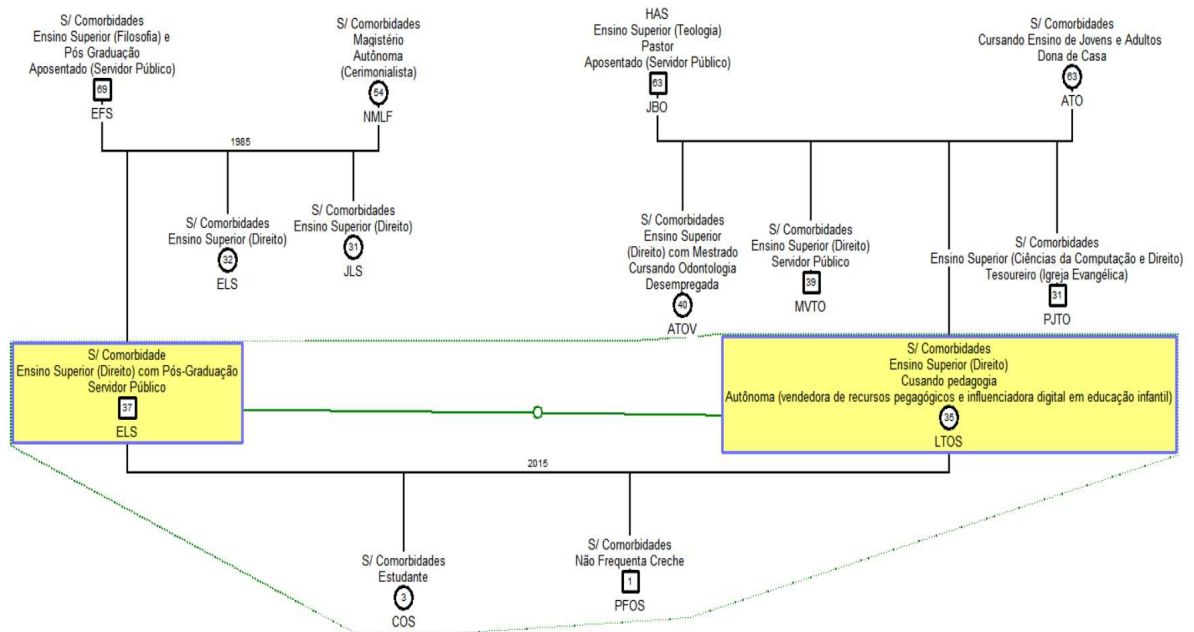 S/ Comorbidades
Ensino Superior (Filosofia) e
Pós Graduação
Aposentado (Servidor Público)
69
EFS
S/ Comorbidades
Magistério
Autônoma
(Cerimonialista)
54
NMLF
HAS
Ensino Superior (Teologia)
Pastor
Aposentado (Servidor Público)
63
JBO
S/ Comorbidades
Cursando Ensino de Jovens e Adultos
Dona de Casa
63
ATO
1985
S/ Comorbidades
Ensino Superior (Direito)
32
ELS
S/ Comorbidades
Ensino Superior (Direito)
31
JLS
S/ Comorbidades
Ensino Superior
(Direito) com Mestrado
Cursando Odontologia
Desempregada
40
ATOV
S/ Comorbidades
Ensino Superior (Direito)
Servidor Público
39
MVTO
S/ Comorbidades
Ensino Superior (Ciências da Computação e Direito)
Tesoureiro (Igreja Evangélica)
31
PJTO
S/ Comorbidade
Ensino Superior (Direito) com Pós-Graduação
Servidor Público
37
ELS
S/ Comorbidades
Ensino Superior (Direito)
Cusando pedagogia
Autônoma (vendedora de recursos pegagógicos e influenciadora digital em educação infantil)
35
LTOS
2015
S/ Comorbidades
Estudante
3
COS
S/ Comorbidades
Não Frequenta Creche
1
PFOS